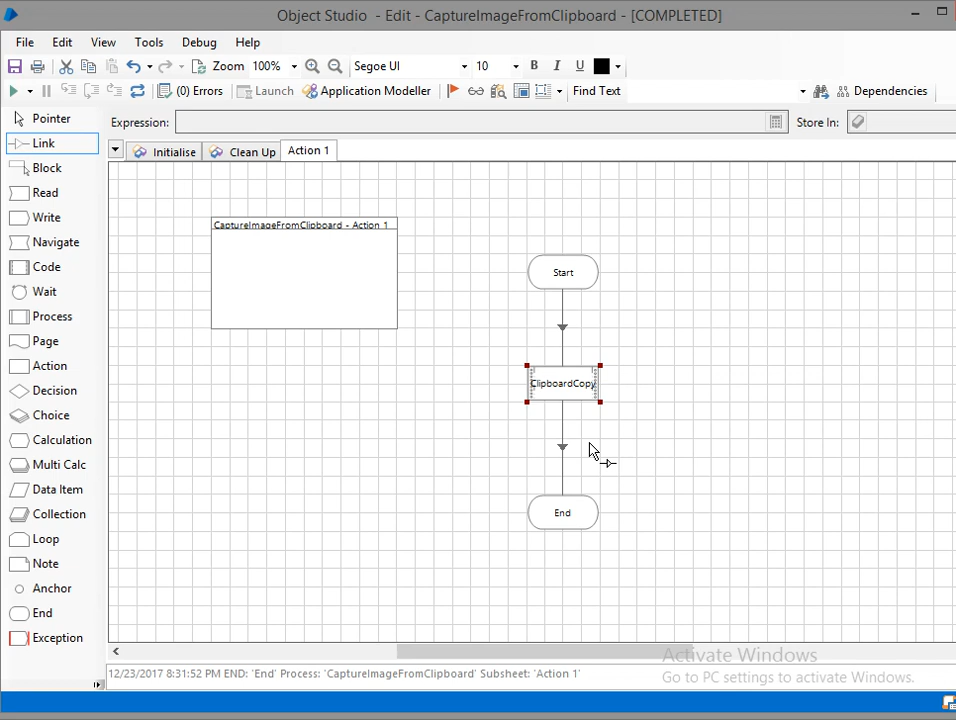 Object Studio - Edit - CaptureImageFromClipboard - [COMPLETED]
File Edit View Tools Debug Help
Zoom 100% Segoe UI 10 B I U
(0) Errors Launch Application Modeller Find Text Dependencies
Pointer
Link
Block
Read
Write
Navigate
Code
Wait
Process
Page
Action
Decision
Choice
Calculation
Multi Calc
Data Item
Collection
Loop
Note
Anchor
End
Exception
Expression: Store In:
Initialise Clean Up Action 1
CaptureImageFromClipboard - Action 1
Start
ClipboardCopy
End
Activate Windows
Go to PC settings to activate Windows.
12/23/2017 8:31:52 PM END: 'End' Process: 'CaptureImageFromClipboard' Subsheet: 'Action 1'